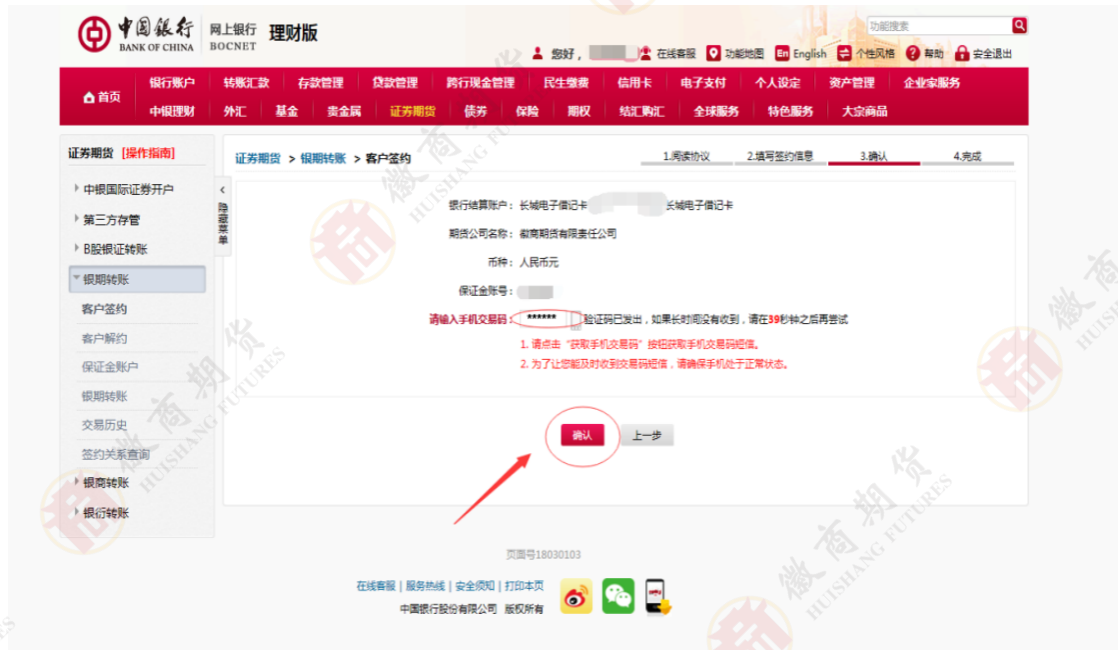 中国银行 网上银行 理财版
BANK OF CHINA BOCNET
功能搜索
您好， 在线客服 功能地图 En English 个性风格 帮助 安全退出
首页
银行账户 转账汇款 存款管理 贷款管理 跨行现金管理 民生缴费 信用卡 电子支付 个人设定 资产管理 企业家服务
中银理财 外汇 基金 贵金属 证券期货 债券 保险 期权 结汇购汇 全球服务 特色服务 大宗商品
证券期货 [操作指南]
中银国际证券开户
第三方存管
B股银证转账
银期转账
客户签约
客户解约
保证金账户
银期转账
交易历史
签约关系查询
银商转账
银衍转账
隐藏菜单
证券期货 > 银期转账 > 客户签约
1.阅读协议 2.填写签约信息 3.确认 4.完成
银行结算账户： 长城电子借记卡 长城电子借记卡
期货公司名称： 徽商期货有限责任公司
币种： 人民币元
保证金账号：
请输入手机交易码： ****** 验证码已发出，如果长时间没有收到，请在39秒钟之后再尝试
1. 请点击“获取手机交易码”按钮获取手机交易码短信。
2. 为了让您能及时收到交易码短信，请确保手机处于正常状态。
确认 上一步
页面号18030103
在线客服 | 服务热线 | 安全须知 | 打印本页
中国银行股份有限公司 版权所有
徽商期货
HUISHANG FUTURES